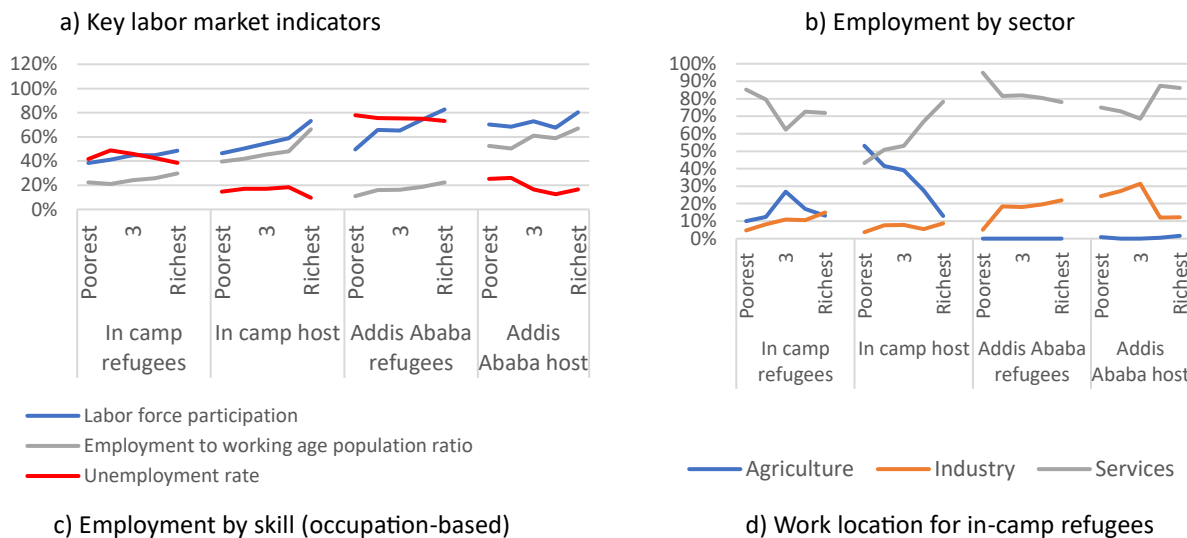 a) Key labor market indicators
120%
100%
80%
60%
40%
20%
0%
Poorest
3
Richest
Poorest
3
Richest
Poorest
3
Richest
Poorest
3
Richest
In camp
refugees
In camp host
Addis Ababa
refugees
Addis
Ababa host
Labor force participation
Employment to working age population ratio
Unemployment rate
b) Employment by sector
100%
90%
80%
70%
60%
50%
40%
30%
20%
10%
0%
Poorest
3
Richest
Poorest
3
Richest
Poorest
3
Richest
Poorest
3
Richest
In camp
refugees
In camp host
Addis Ababa
refugees
Addis
Ababa host
Agriculture
Industry
Services
c) Employment by skill (occupation-based)
d) Work location for in-camp refugees